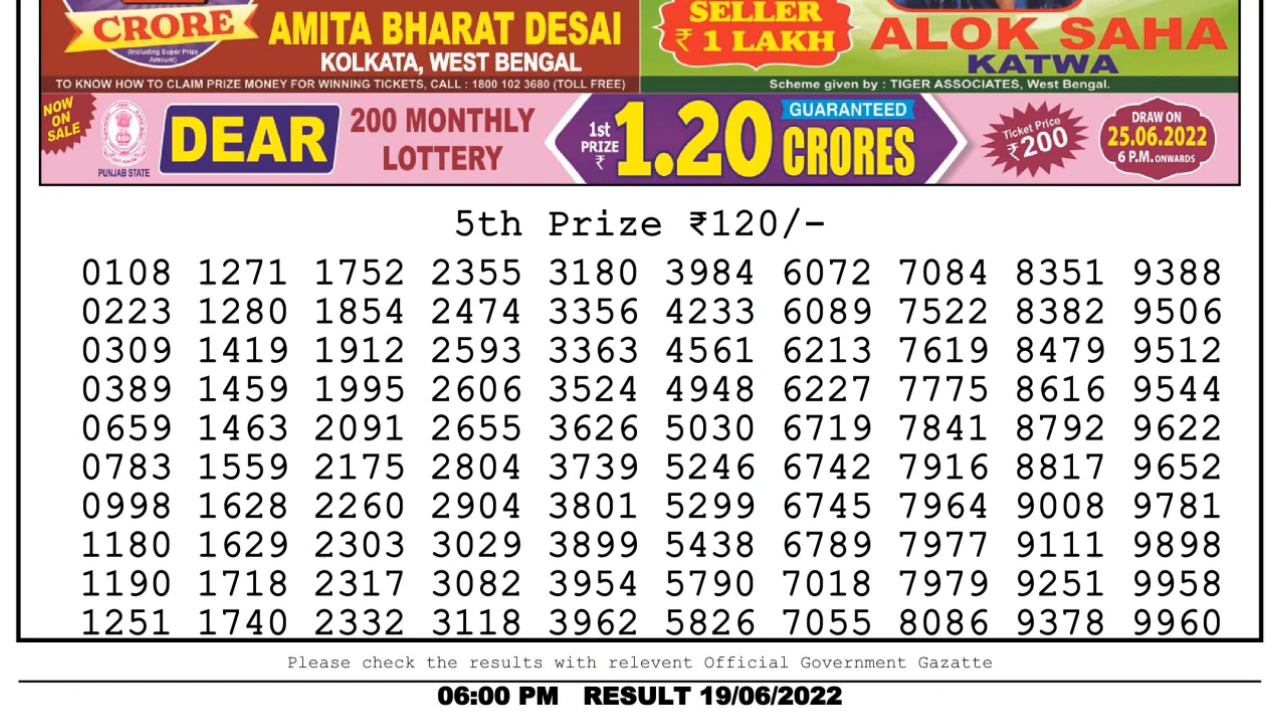 CRORE
(Including Super Prize
Amount)
AMITA BHARAT DESAI
KOLKATA, WEST BENGAL
TO KNOW HOW TO CLAIM PRIZE MONEY FOR WINNING TICKETS, CALL : 1800 102 3680 (TOLL FREE)
SELLER
₹ 1 LAKH
ALOK SAHA
KATWA
Scheme given by : TIGER ASSOCIATES, West Bengal.
NOW
ON
SALE
PUNJAB STATE
DEAR
200 MONTHLY
LOTTERY
1st
PRIZE
₹
1.20
GUARANTEED
CRORES
Ticket Price
₹200
DRAW ON
25.06.2022
6 P.M. ONWARDS
5th Prize ₹120/-
0108 1271 1752 2355 3180 3984 6072 7084 8351 9388
0223 1280 1854 2474 3356 4233 6089 7522 8382 9506
0309 1419 1912 2593 3363 4561 6213 7619 8479 9512
0389 1459 1995 2606 3524 4948 6227 7775 8616 9544
0659 1463 2091 2655 3626 5030 6719 7841 8792 9622
0783 1559 2175 2804 3739 5246 6742 7916 8817 9652
0998 1628 2260 2904 3801 5299 6745 7964 9008 9781
1180 1629 2303 3029 3899 5438 6789 7977 9111 9898
1190 1718 2317 3082 3954 5790 7018 7979 9251 9958
1251 1740 2332 3118 3962 5826 7055 8086 9378 9960
Please check the results with relevent Official Government Gazatte
06:00 PM RESULT 19/06/2022